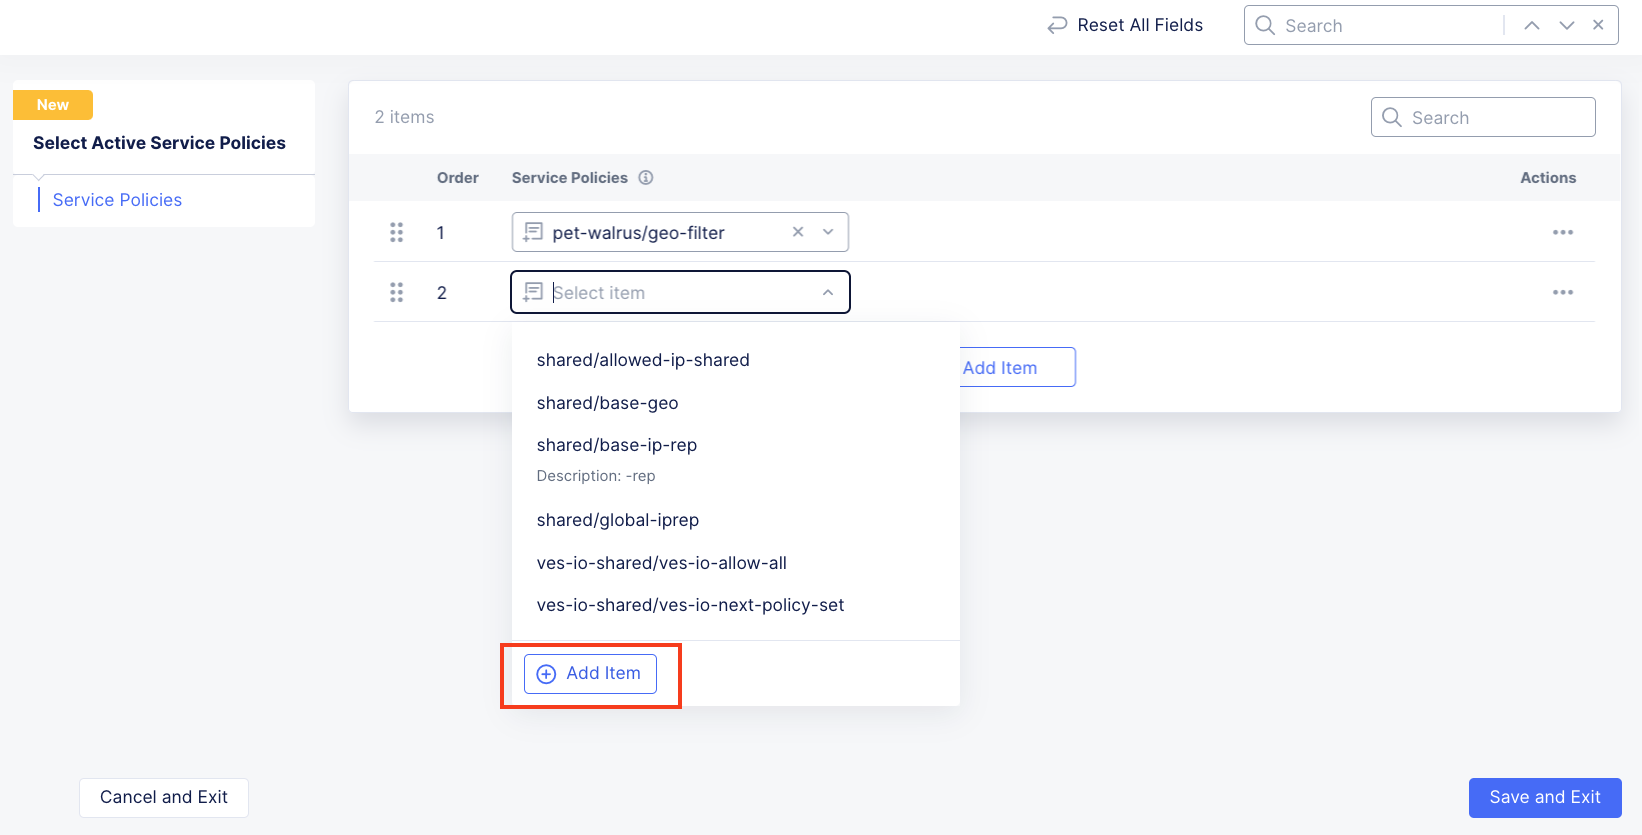 Reset All Fields
Search
New
Select Active Service Policies
Service Policies
2 items
Search
Order
Service Policies
Actions
1
pet-walrus/geo-filter
2
Select item
shared/allowed-ip-shared
shared/base-geo
shared/base-ip-rep
Description: -rep
shared/global-iprep
ves-io-shared/ves-io-allow-all
ves-io-shared/ves-io-next-policy-set
Add Item
Add Item
Cancel and Exit
Save and Exit